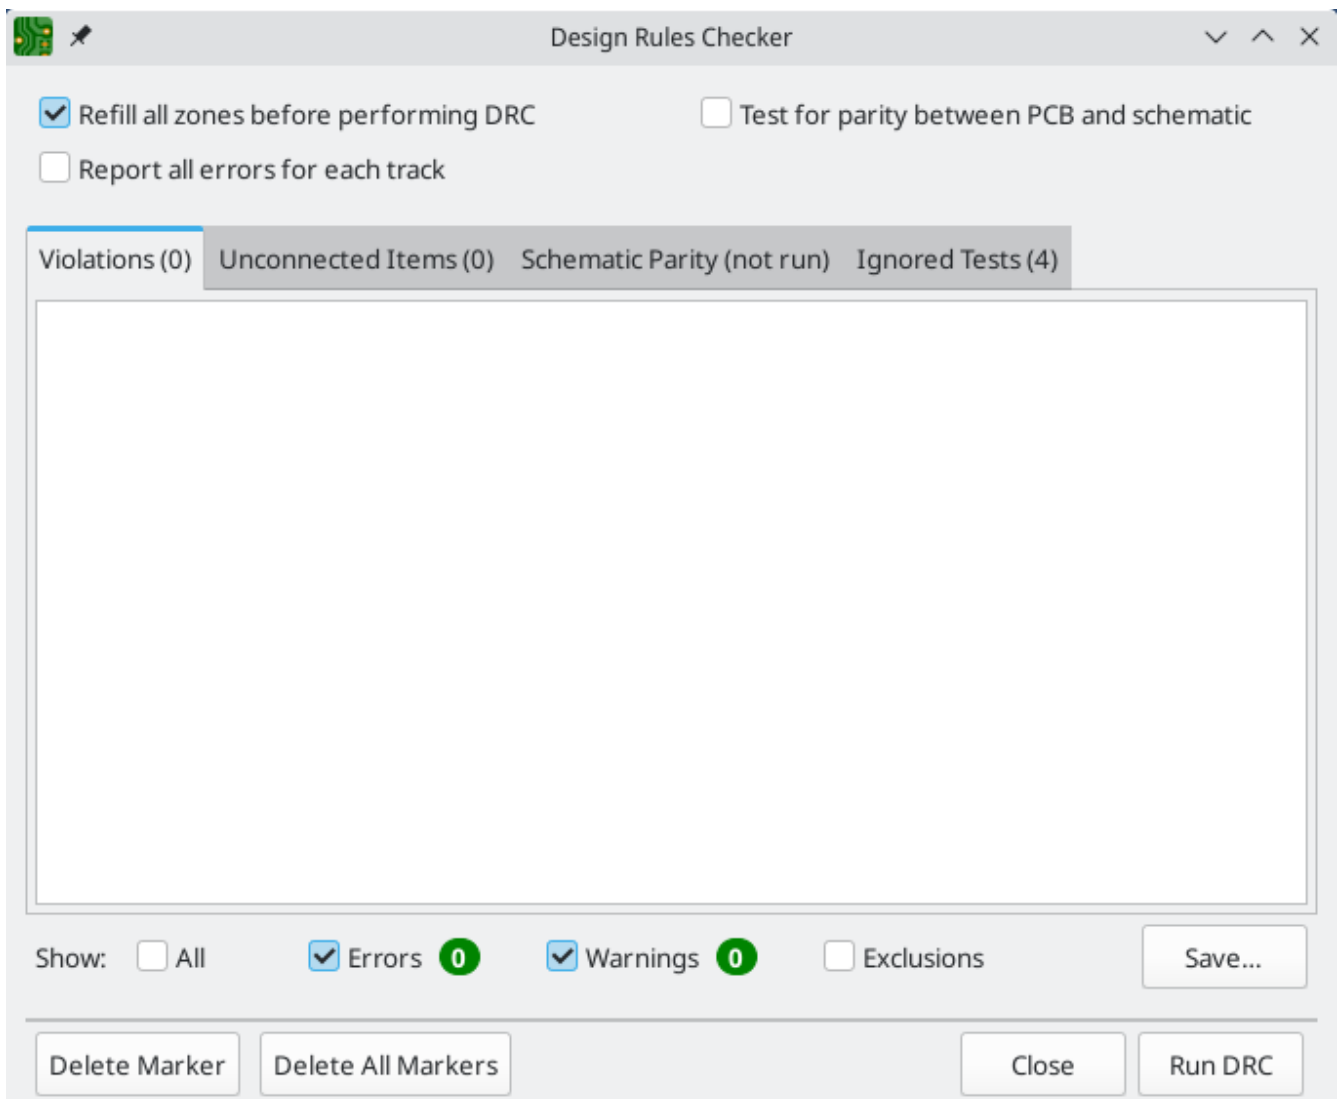 Design Rules Checker
Refill all zones before performing DRC
Test for parity between PCB and schematic
Report all errors for each track
Violations (0) Unconnected Items (0) Schematic Parity (not run) Ignored Tests (4)
Show: All Errors 0 Warnings 0 Exclusions Save...
Delete Marker Delete All Markers Close Run DRC